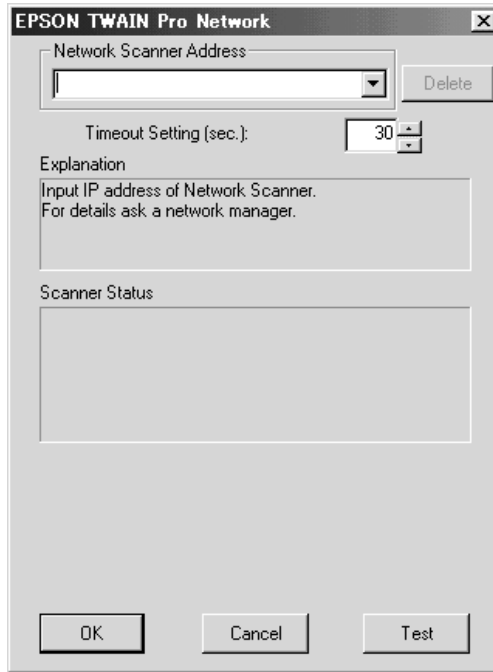 EPSON TWAIN Pro Network
Network Scanner Address
Delete
Timeout Setting (sec.): 30
Explanation
Input IP address of Network Scanner.
For details ask a network manager.
Scanner Status
OK Cancel Test